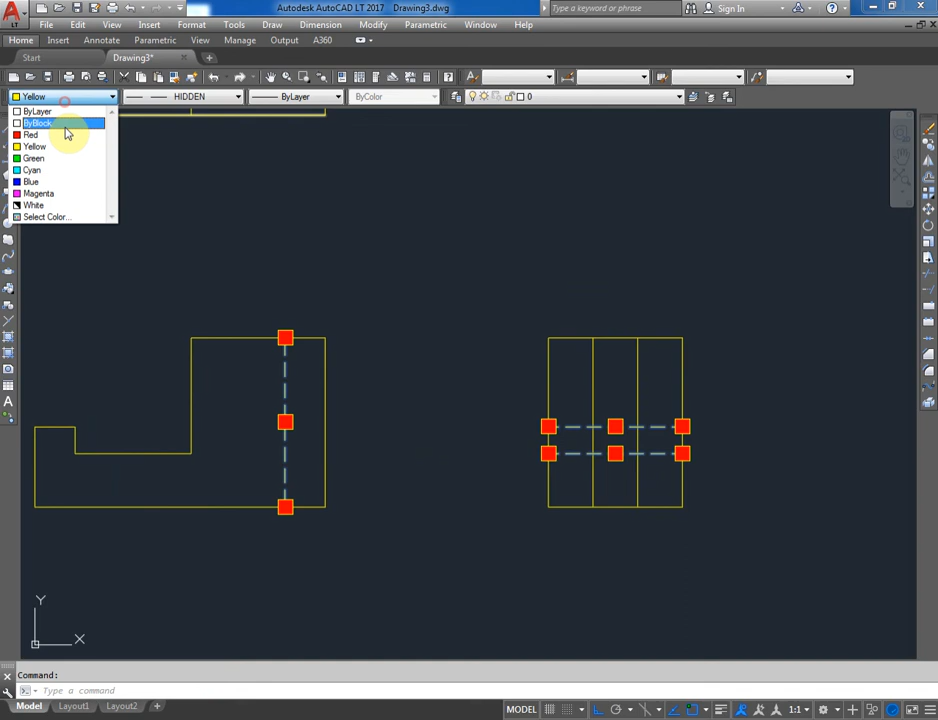 Autodesk AutoCAD LT 2017 Drawing3.dwg
Type a keyword or phrase
Sign In
LT
File Edit View Insert Format Tools Draw Dimension Modify Parametric Window Help
Home Insert Annotate Parametric View Manage Output A360
Start Drawing3*
Yellow HIDDEN ByLayer ByColor 0
ByLayer
ByBlock
Red
Yellow
Green
Cyan
Blue
Magenta
White
Select Color...
Y
X
Command:
Type a command
Model Layout1 Layout2 MODEL 1:1